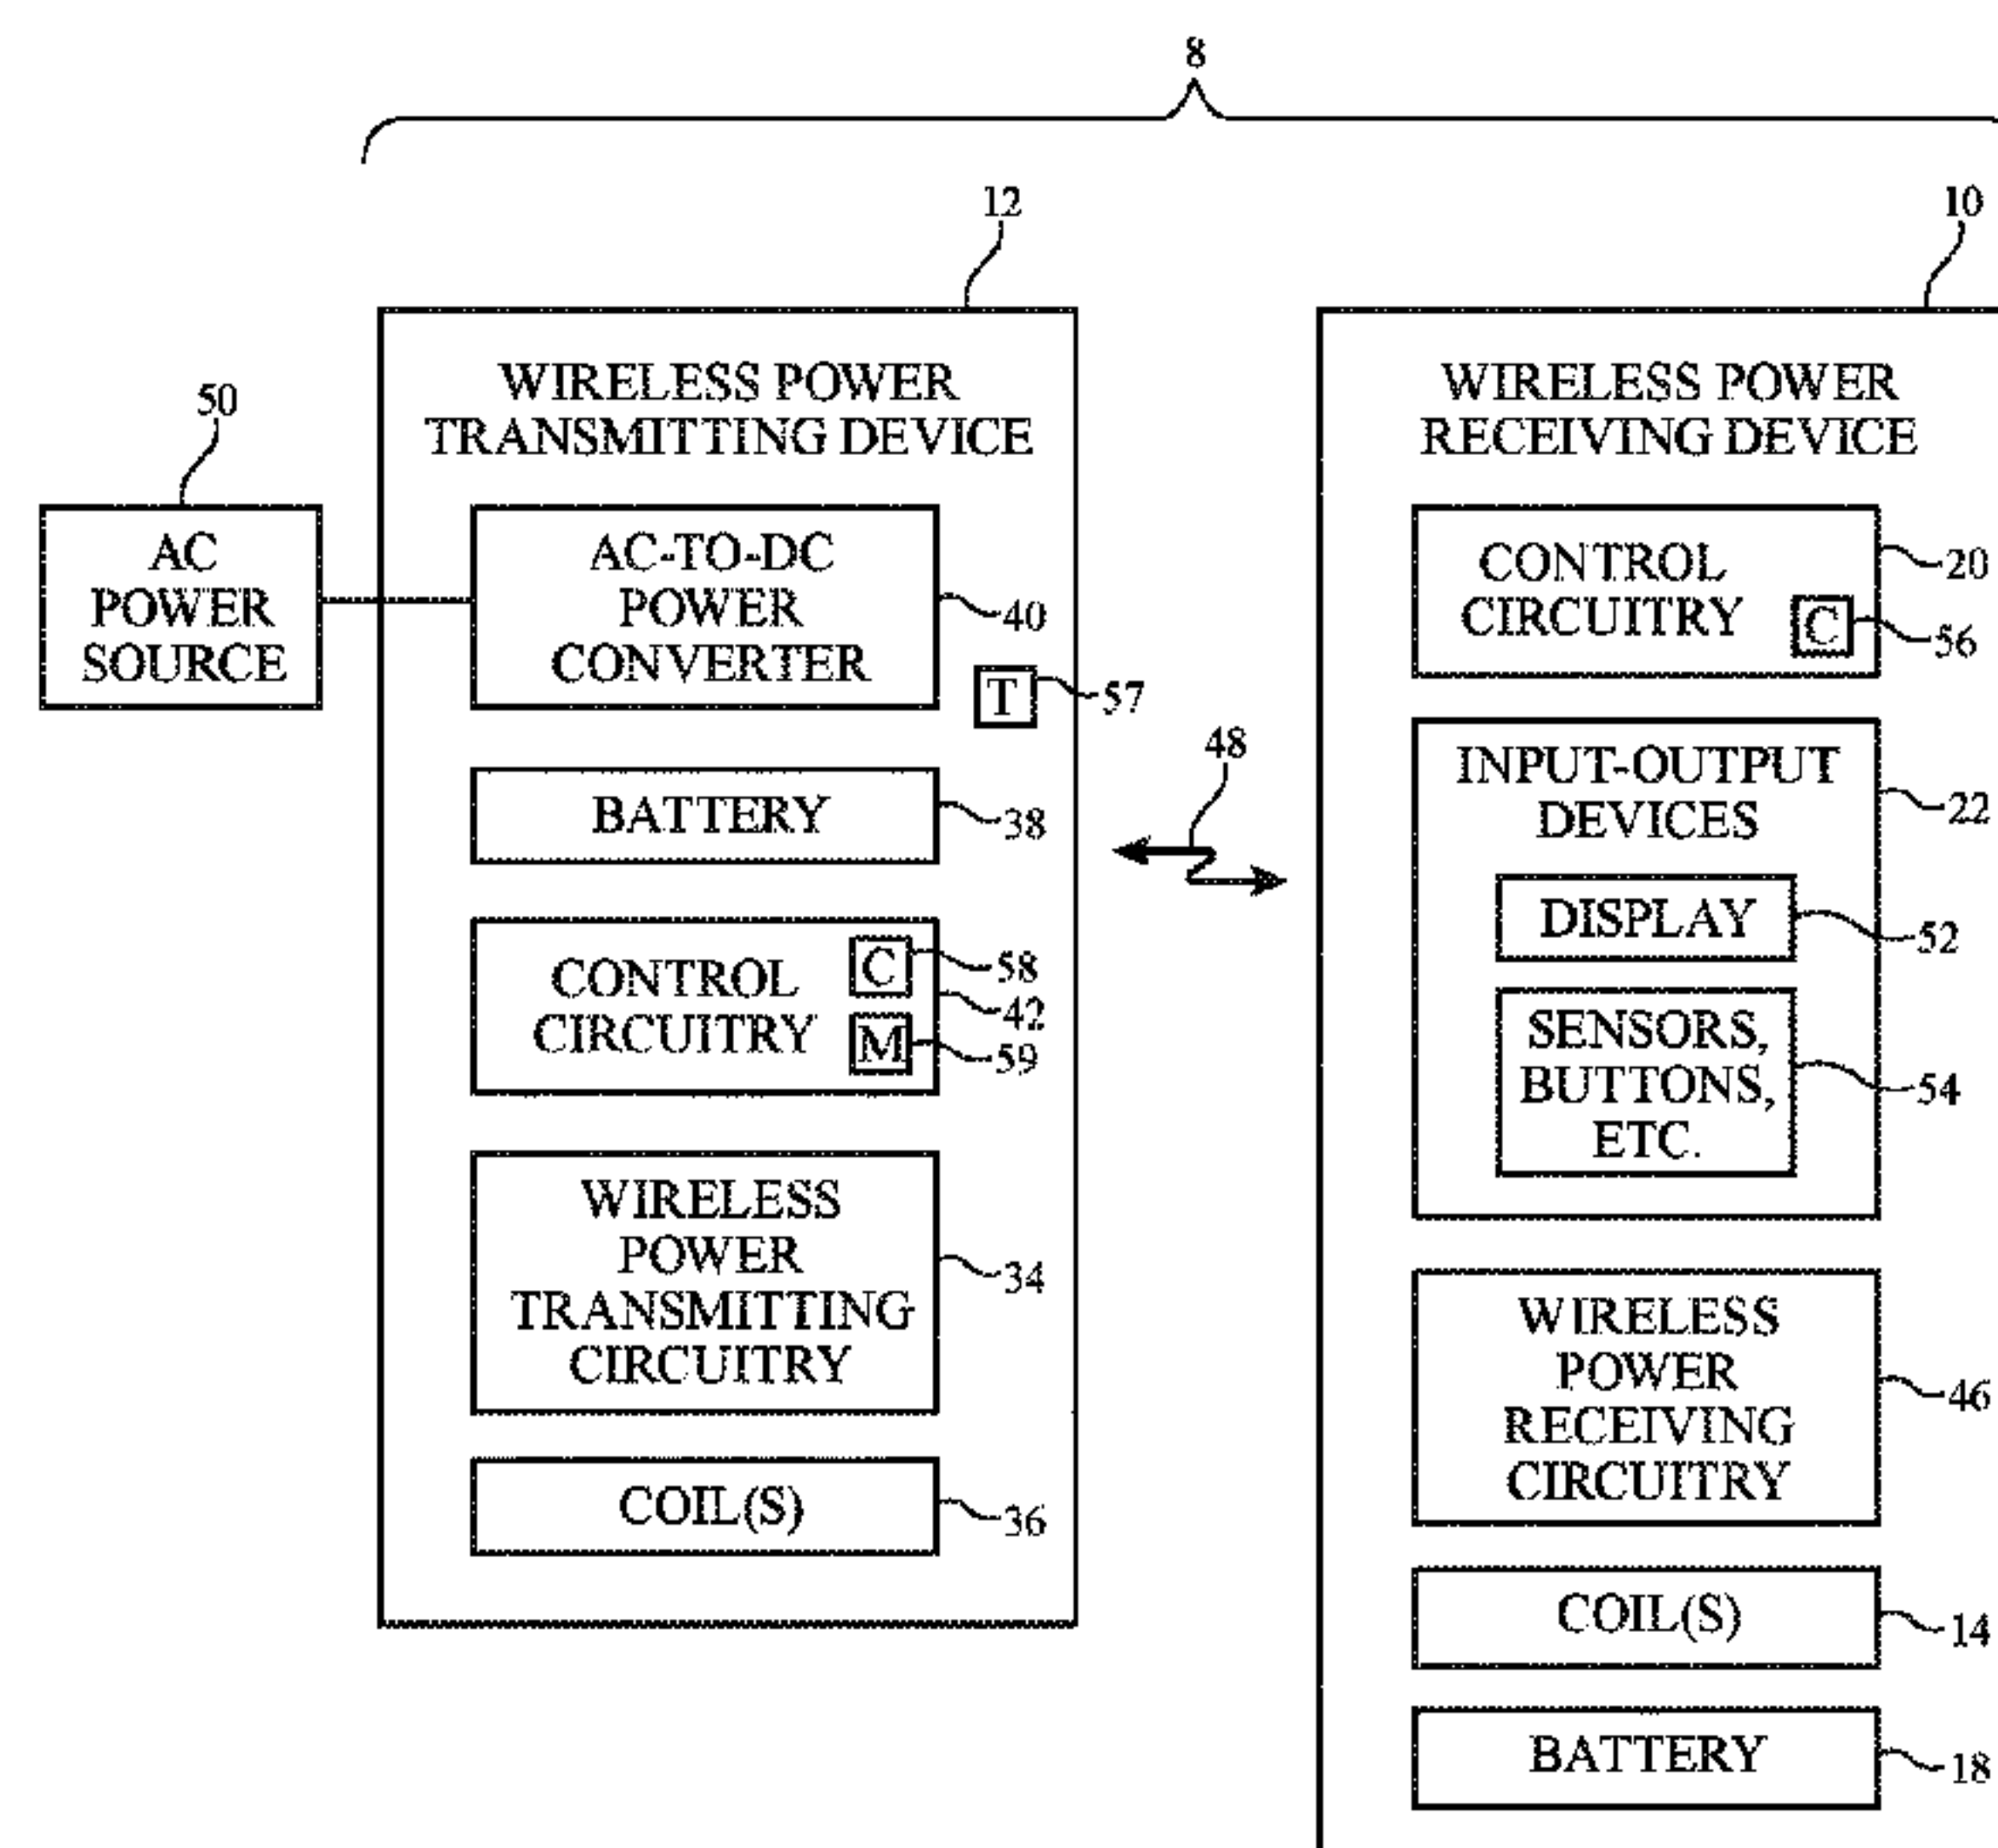 8
12
10
WIRELESS POWER
TRANSMITTING DEVICE
50
AC
POWER
SOURCE
AC-TO-DC
POWER
CONVERTER
40
T
57
BATTERY
38
CONTROL
CIRCUITRY
C
58
42
M
59
WIRELESS
POWER
TRANSMITTING
CIRCUITRY
34
COIL(S)
36
48
WIRELESS POWER
RECEIVING DEVICE
CONTROL
CIRCUITRY
20
C
56
INPUT-OUTPUT
DEVICES
22
DISPLAY
52
SENSORS,
BUTTONS,
ETC.
54
WIRELESS
POWER
RECEIVING
CIRCUITRY
46
COIL(S)
14
BATTERY
18